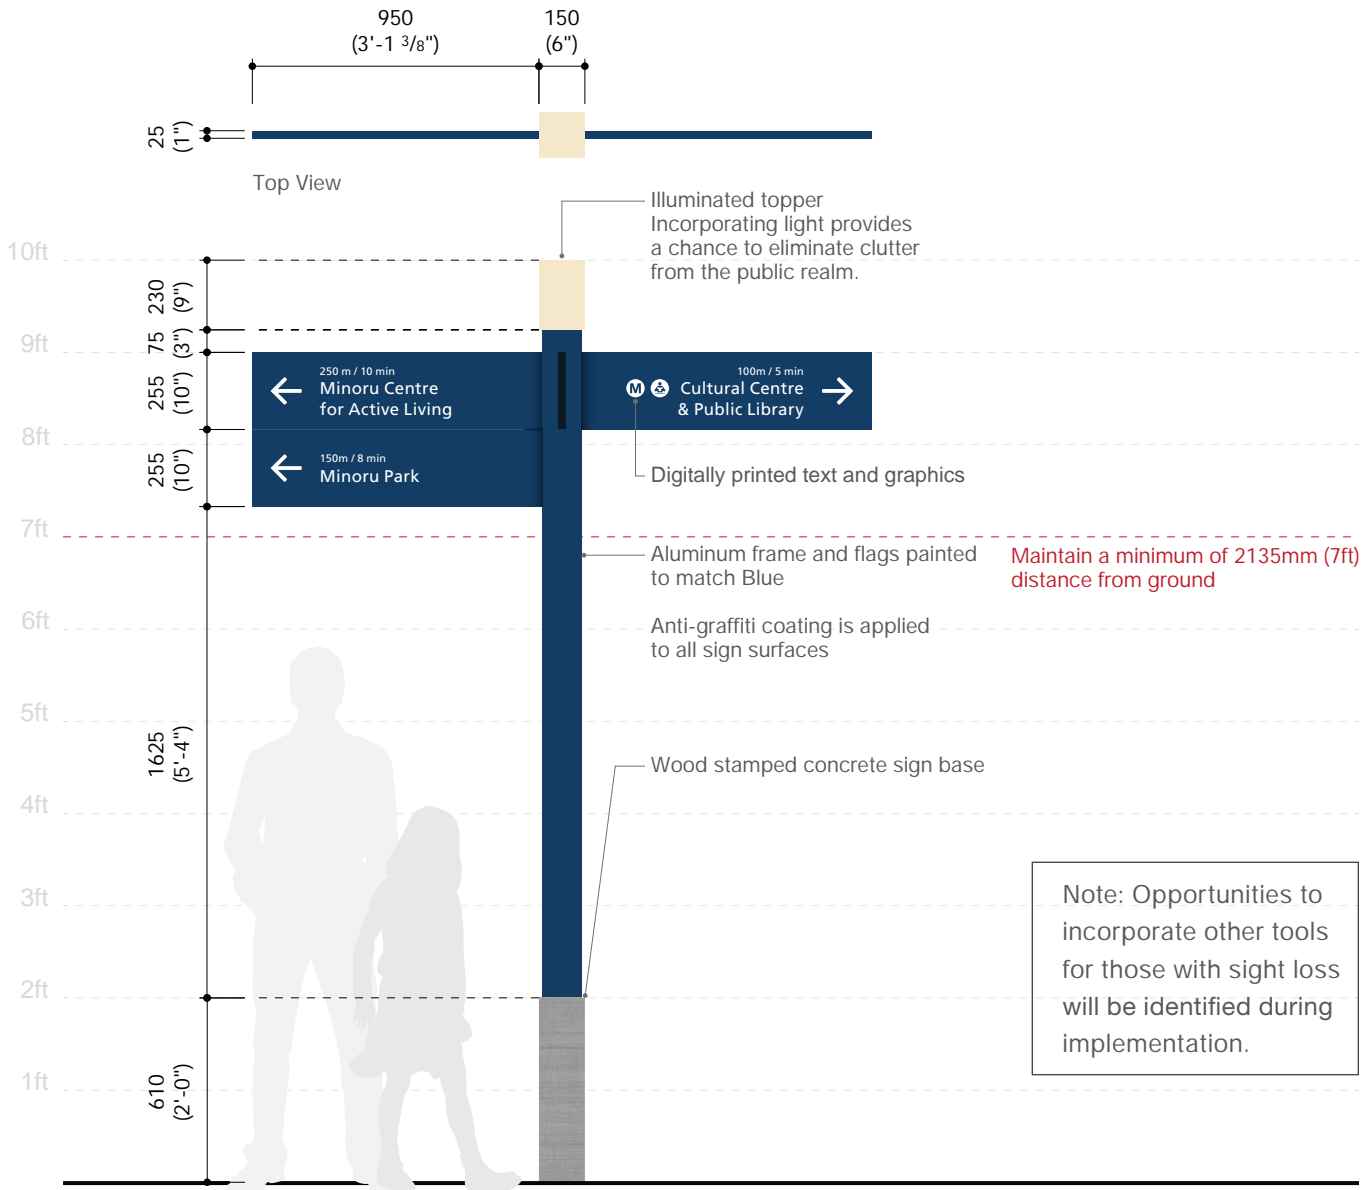 950
(3'-1 3/8")
150
(6")
25
(1")
Top View
Illuminated topper
Incorporating light provides
a chance to eliminate clutter
from the public realm.
10ft
230
(9")
75
(3")
9ft
255
(10")
250 m / 10 min
Minoru Centre
for Active Living
100m / 5 min
M
Cultural Centre
& Public Library
8ft
255
(10")
150m / 8 min
Minoru Park
Digitally printed text and graphics
7ft
Aluminum frame and flags painted
to match Blue
Maintain a minimum of 2135mm (7ft)
distance from ground
6ft
Anti-graffiti coating is applied
to all sign surfaces
5ft
1625
(5'-4")
Wood stamped concrete sign base
4ft
3ft
Note: Opportunities to
incorporate other tools
for those with sight loss
will be identified during
implementation.
2ft
610
(2'-0")
1ft